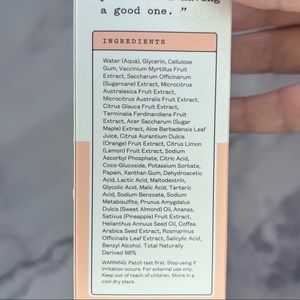 a good one. ”
INGREDIENTS
Water (Aqua), Glycerin, Cellulose
Gum, Vaccinium Myrtillus Fruit
Extract, Saccharum Officinarum
(Sugarcane) Extract, Microcitrus
Australasica Fruit Extract,
Microcitrus Australis Fruit Extract,
Citrus Glauca Fruit Extract,
Terminalia Ferdinandiana Fruit
Extract, Acer Saccharum (Sugar
Maple) Extract, Aloe Barbadensis Leaf
Juice, Citrus Aurantium Dulcis
(Orange) Fruit Extract, Citrus Limon
(Lemon) Fruit Extract, Sodium
Ascorbyl Phosphate, Citric Acid,
Coco-Glucoside, Potassium Sorbate,
Papain, Xanthan Gum, Dehydroacetic
Acid, Lactic Acid, Maltodextrin,
Glycolic Acid, Malic Acid, Tartaric
Acid, Sodium Benzoate, Sodium
Metabisulfite, Prunus Amygdalus
Dulcis (Sweet Almond) Oil, Ananas
Sativus (Pineapple) Fruit Extract,
Helianthus Annuus Seed Oil, Coffea
Arabica Seed Extract, Rosmarinus
Officinalis Leaf Extract, Salicylic Acid,
Benzyl Alcohol. Total Naturally
Derived 98%
WARNING: Patch test first. Stop using if
irritation occurs. For external use only.
Keep out of reach of children. Store in a
cool dry place.